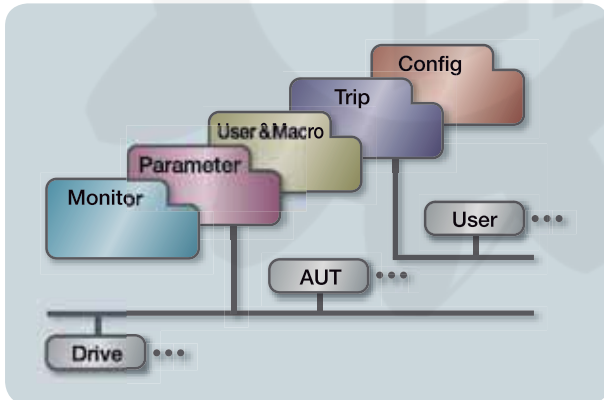 Config
Trip
User & Macro
Parameter
Monitor
User
AUT
Drive